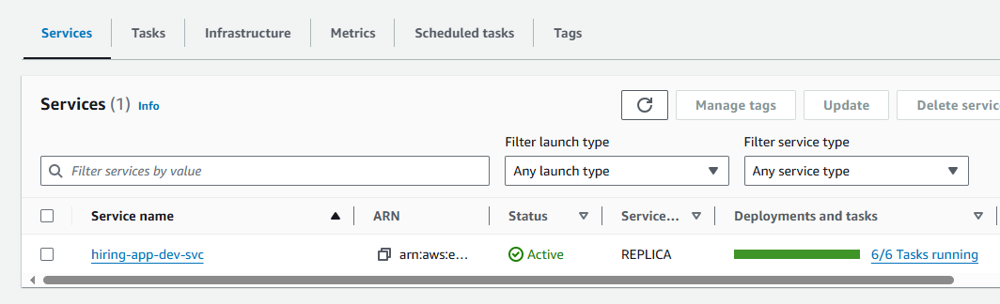 Services Tasks Infrastructure Metrics Scheduled tasks Tags
Services (1) Info Manage tags Update Delete servic
Filter launch type Filter service type
Filter services by value Any launch type Any service type
Service name ARN Status Service... Deployments and tasks
hiring-app-dev-svc arn:aws:e... Active REPLICA 6/6 Tasks running